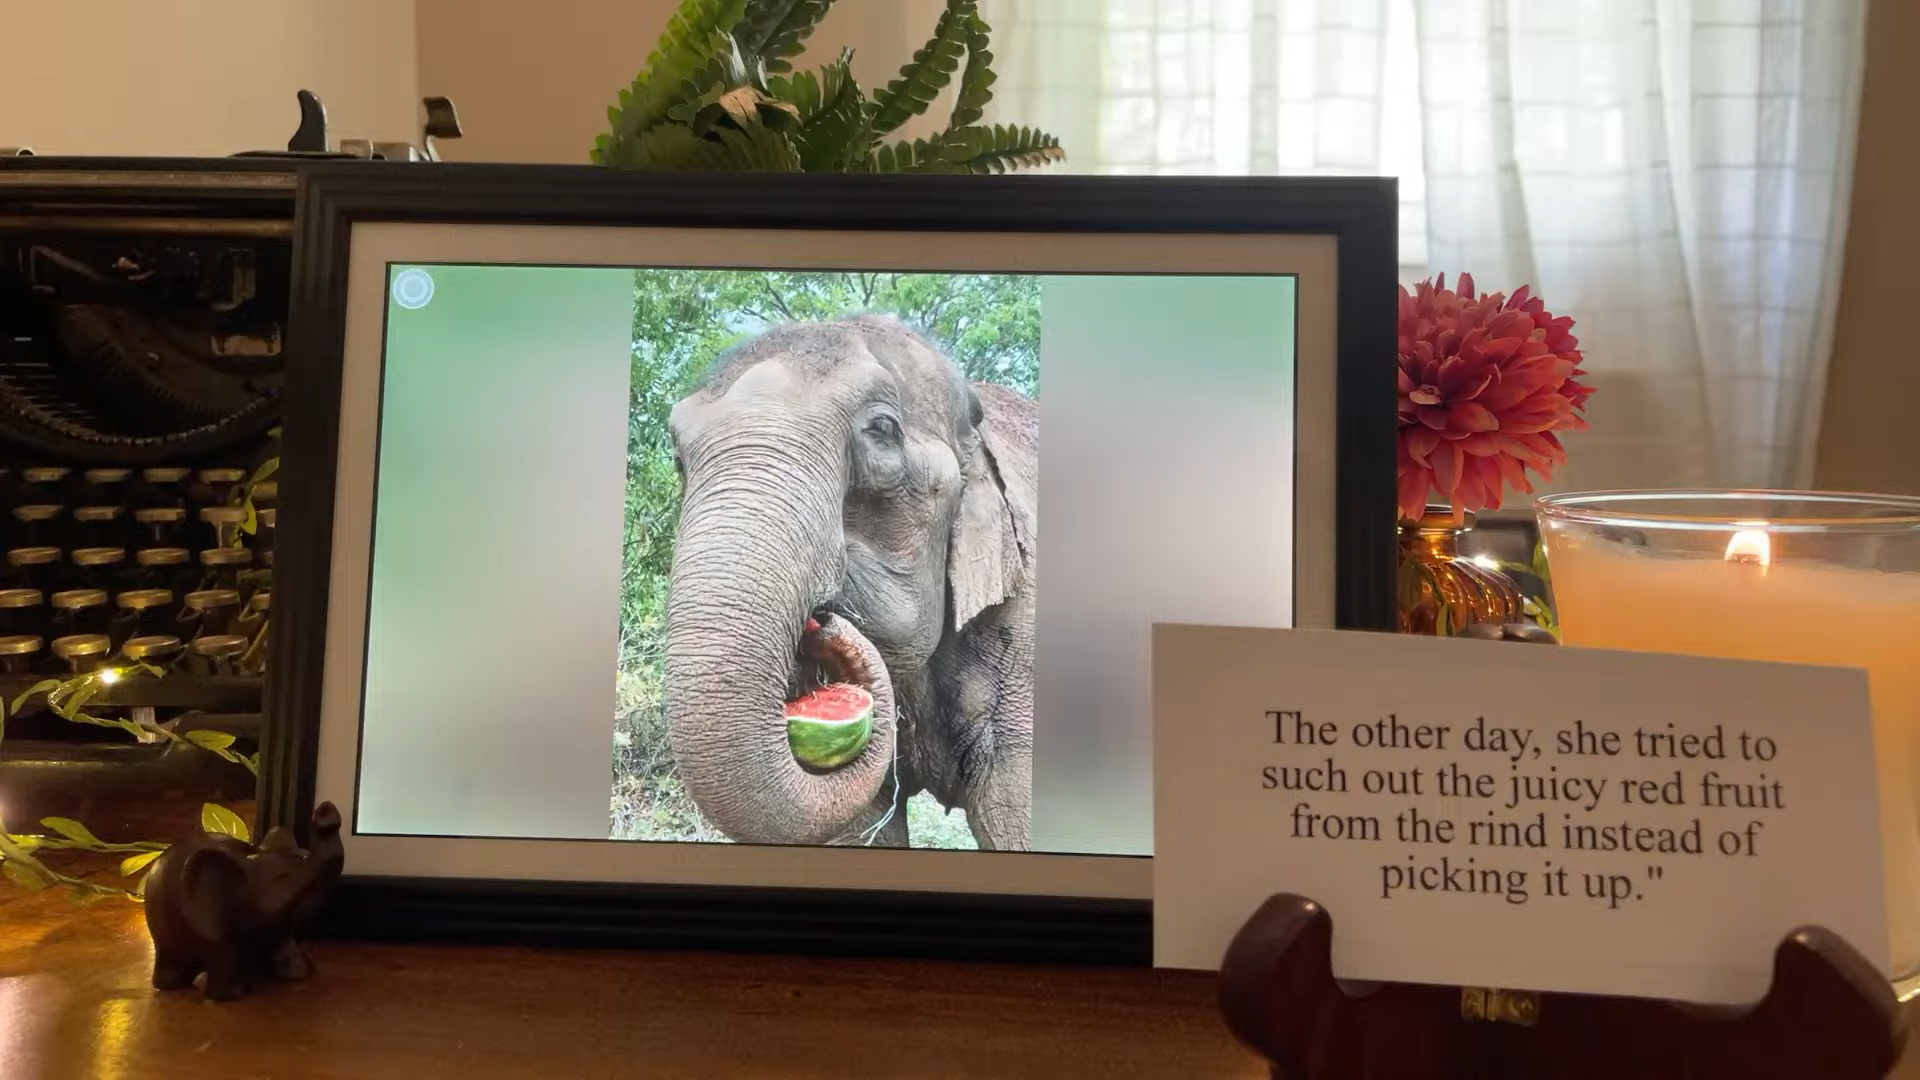 The other day, she tried to
such out the juicy red fruit
from the rind instead of
picking it up."